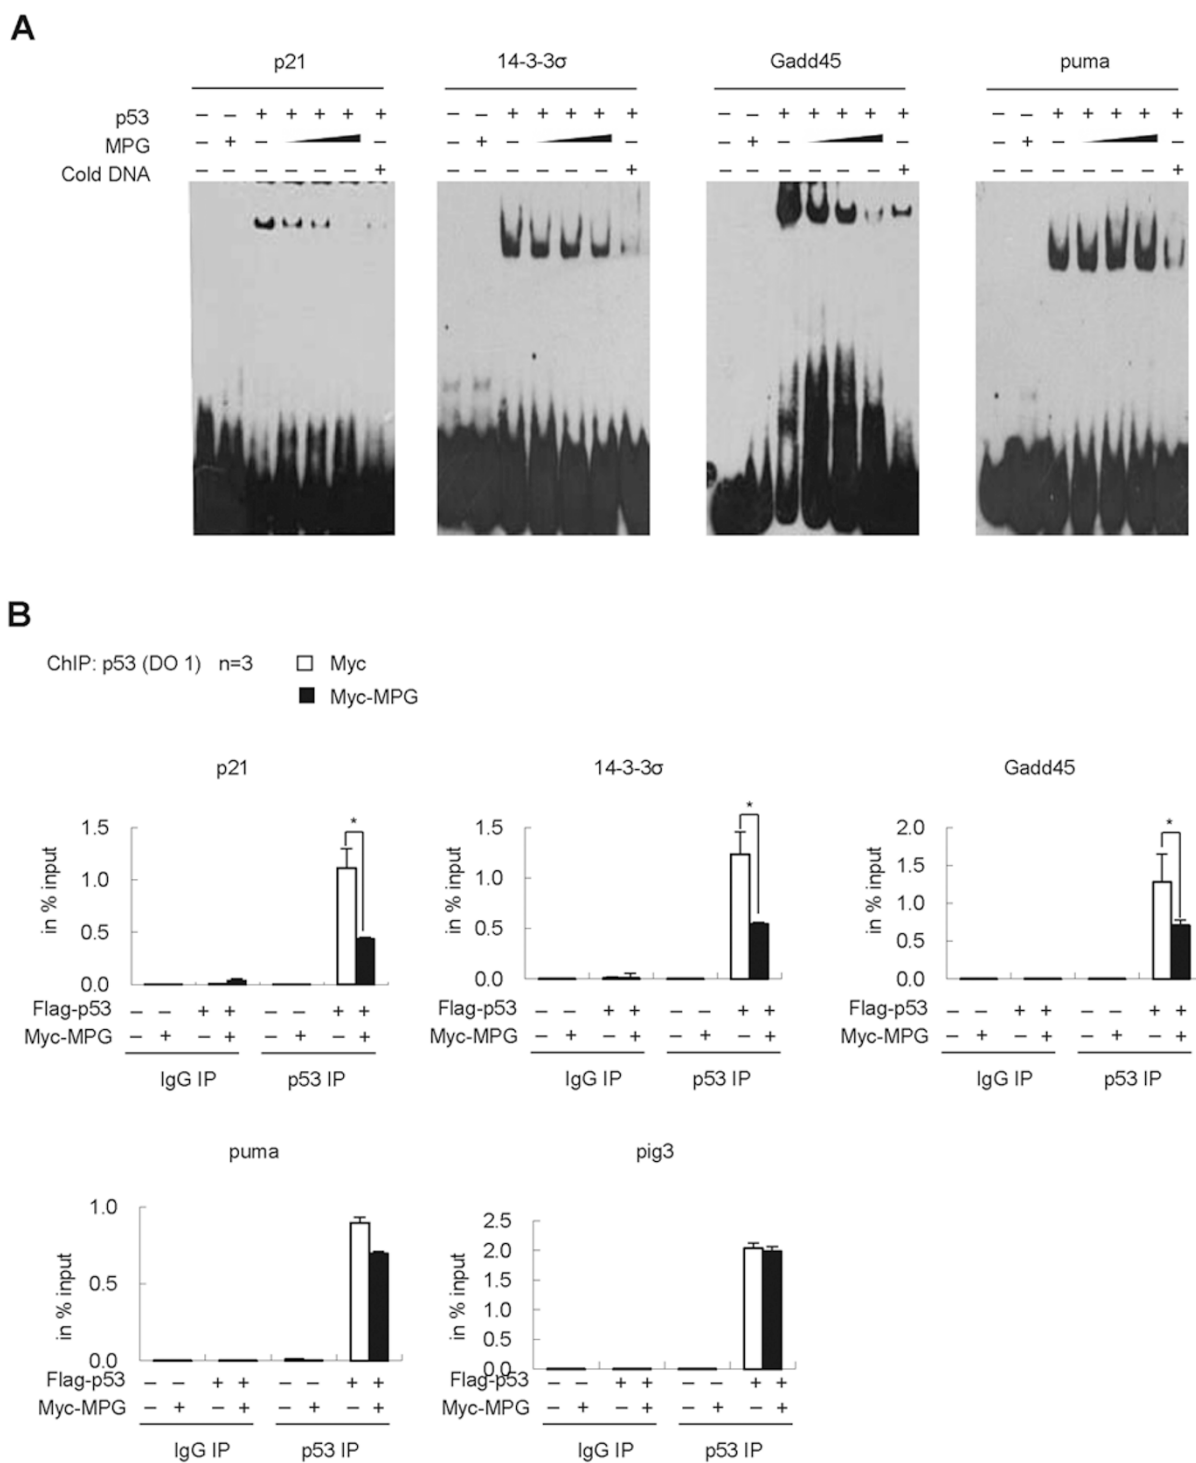 A
p21 14-3-3σ Gadd45 puma
p53 − − + + + + + − − + + + + + − − + + + + + − − + + + + +
MPG − + − − − + − − − + − − − + − −
Cold DNA − − − − − − + − − − − − − + − − − − − − + − − − − − − +
B
ChIP: p53 (DO 1) n=3 Myc
Myc-MPG
p21
*
in % input
1.5
1.0
0.5
0.0
Flag-p53 − − + + − − + +
Myc-MPG − + − + − + − +
IgG IP p53 IP
14-3-3σ
*
in % input
1.5
1.0
0.5
0.0
Flag-p53 − − + + − − + +
Myc-MPG − + − + − + − +
IgG IP p53 IP
Gadd45
*
in % input
2.0
1.5
1.0
0.5
0.0
Flag-p53 − − + + − − + +
Myc-MPG − + − + − + − +
IgG IP p53 IP
puma
in % input
1.0
0.5
0.0
Flag-p53 − − + + − − + +
Myc-MPG − + − + − + − +
IgG IP p53 IP
pig3
in % input
2.5
2.0
1.5
1.0
0.5
0.0
Flag-p53 − − + + − − + +
Myc-MPG − + − + − + − +
IgG IP p53 IP